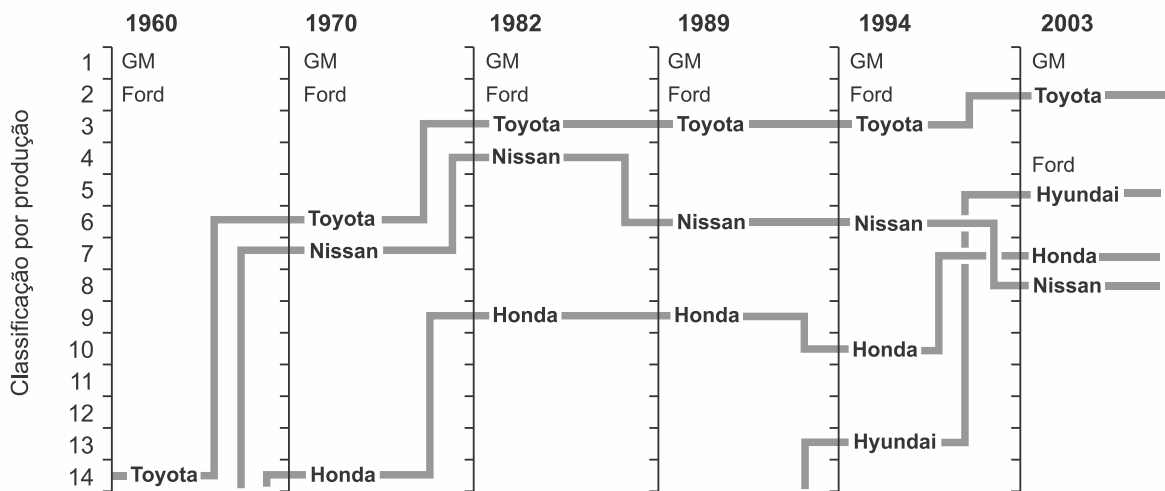 1960 1970 1982 1989 1994 2003
Classificação por produção
1 GM GM GM GM GM GM
2 Ford Ford Ford Ford Ford Toyota
3 Toyota Toyota Toyota
4 Nissan Ford
5 Hyundai
6 Toyota Nissan Nissan
7 Nissan Honda
8 Nissan
9 Honda Honda
10 Honda
11
12
13 Hyundai
14 Toyota Honda